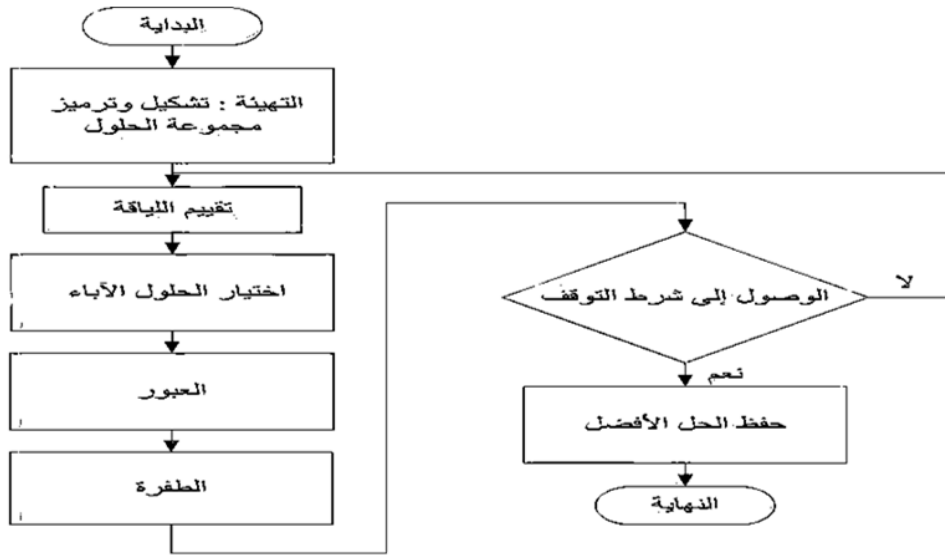 البداية
التهيئة : تشكيل وترميز
مجموعة الحلول
تقييم اللياقة
اختيار الحلول الآباء
العبور
الطفرة
الوصول إلى شرط التوقف
لا
نعم
حفظ الحل الأفضل
النهاية